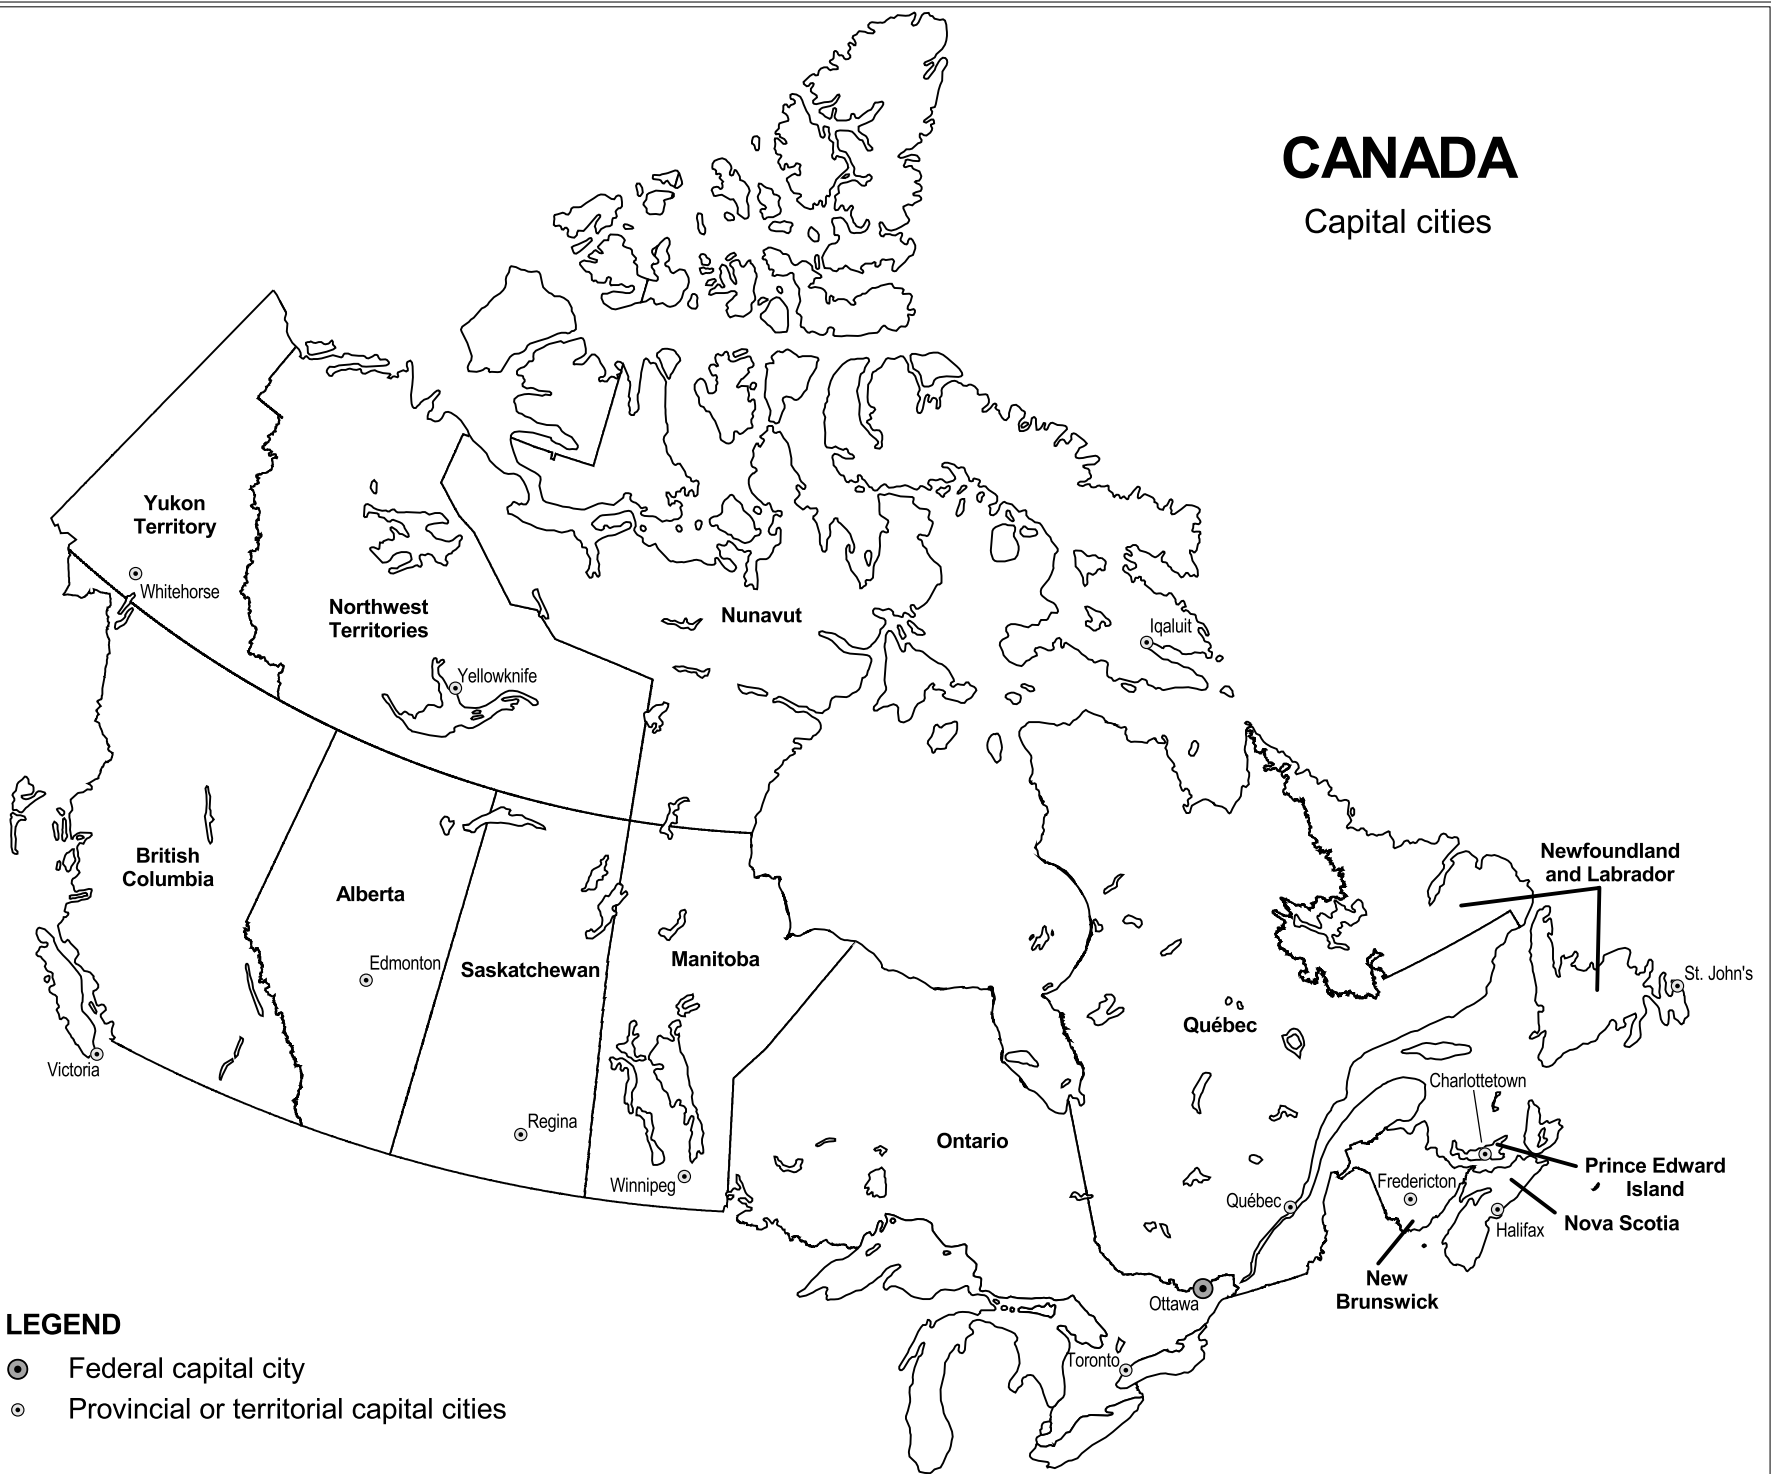 CANADA
Capital cities
Yukon
Territory
Whitehorse
Northwest
Territories
Yellowknife
Nunavut
Iqaluit
British
Columbia
Victoria
Alberta
Edmonton
Saskatchewan
Regina
Manitoba
Winnipeg
Ontario
Toronto
Ottawa
Québec
Québec
Newfoundland
and Labrador
St. John's
Charlottetown
Prince Edward
Island
Fredericton
Nova Scotia
Halifax
New
Brunswick
LEGEND
Federal capital city
Provincial or territorial capital cities